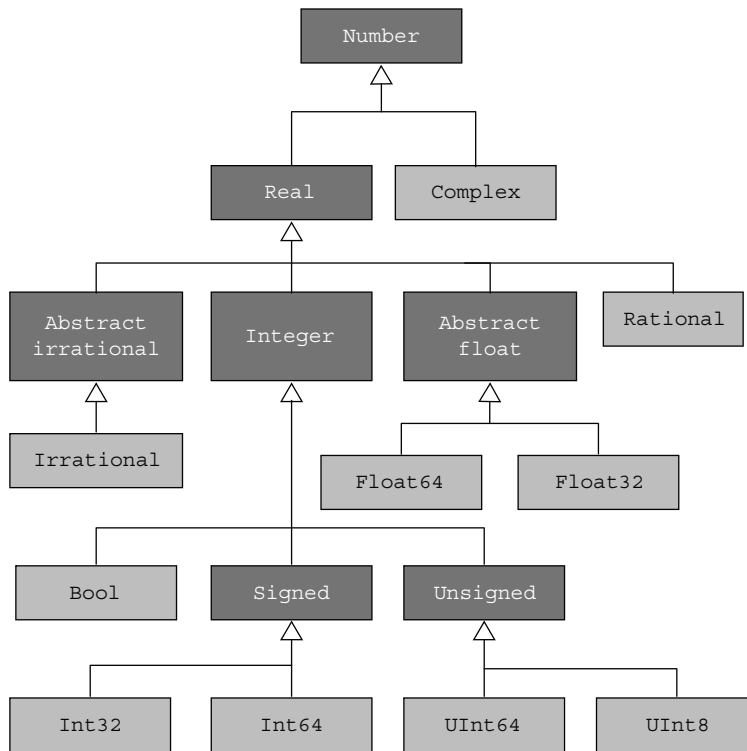 Number
Real
Complex
Abstract
irrational
Integer
Abstract
float
Rational
Irrational
Float64
Float32
Bool
Signed
Unsigned
Int32
Int64
UInt64
UInt8